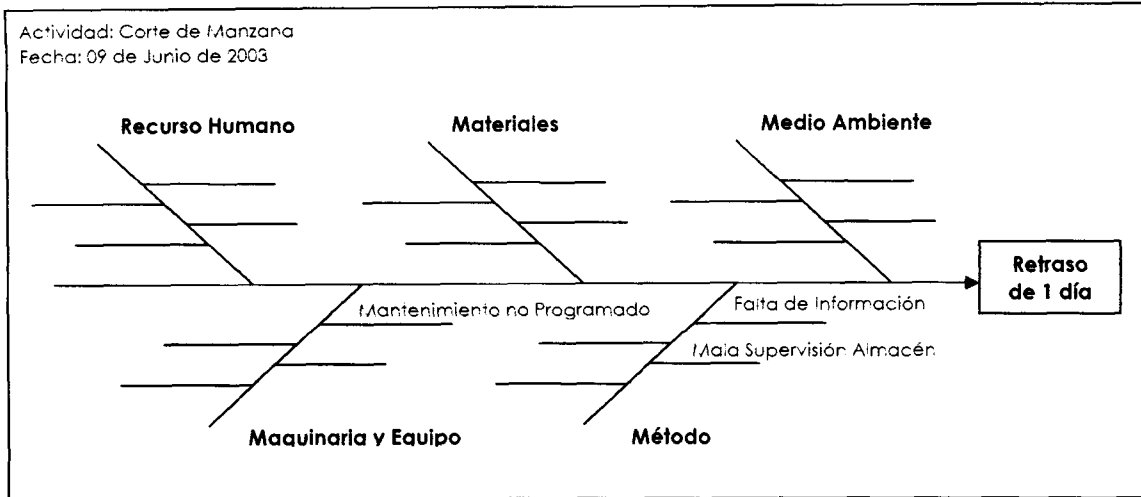 Actividad: Corte de Manzana
Fecha: 09 de Junio de 2003
Recurso Humano
Materiales
Medio Ambiente
Retraso
de 1 día
Mantenimiento no Programado
Falta de Información
Mala Supervisión Almacén
Maquinaria y Equipo
Método